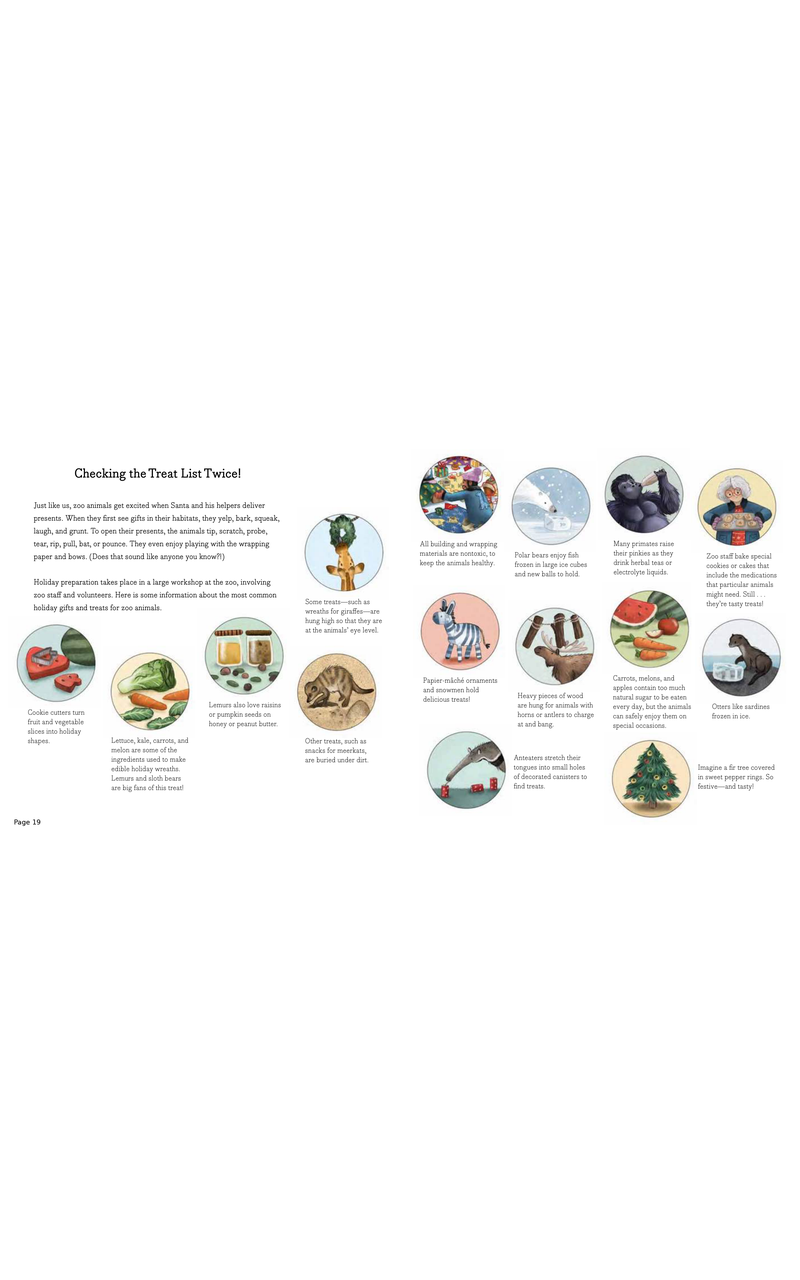 Checking the Treat List Twice!
Just like us, zoo animals get excited when Santa and his helpers deliver
presents. When they first see gifts in their habitats, they yelp, bark, squeak,
laugh, and grunt. To open their presents, the animals tip, scratch, probe,
tear, rip, pull, bat, or pounce. They even enjoy playing with the wrapping
paper and bows. (Does that sound like anyone you know?!)
Holiday preparation takes place in a large workshop at the zoo, involving
zoo staff and volunteers. Here is some information about the most common
holiday gifts and treats for zoo animals.
Cookie cutters turn
fruit and vegetable
slices into holiday
shapes.
Lettuce, kale, carrots, and
melon are some of the
ingredients used to make
edible holiday wreaths.
Lemurs and sloth bears
are big fans of this treat!
Lemurs also love raisins
or pumpkin seeds on
honey or peanut butter.
Some treats—such as
wreaths for giraffes—are
hung high so that they are
at the animals' eye level.
Other treats, such as
snacks for meerkats,
are buried under dirt.
Page 19
All building and wrapping
materials are nontoxic, to
keep the animals healthy.
Polar bears enjoy fish
frozen in large ice cubes
and new balls to hold.
Many primates raise
their pinkies as they
drink herbal teas or
electrolyte liquids.
Zoo staff bake special
cookies or cakes that
include the medications
that particular animals
might need. Still . . .
they're tasty treats!
Papier-mâché ornaments
and snowmen hold
delicious treats!
Heavy pieces of wood
are hung for animals with
horns or antlers to charge
at and bang.
Carrots, melons, and
apples contain too much
natural sugar to be eaten
every day, but the animals
can safely enjoy them on
special occasions.
Otters like sardines
frozen in ice.
Anteaters stretch their
tongues into small holes
of decorated canisters to
find treats.
Imagine a fir tree covered
in sweet pepper rings. So
festive—and tasty!